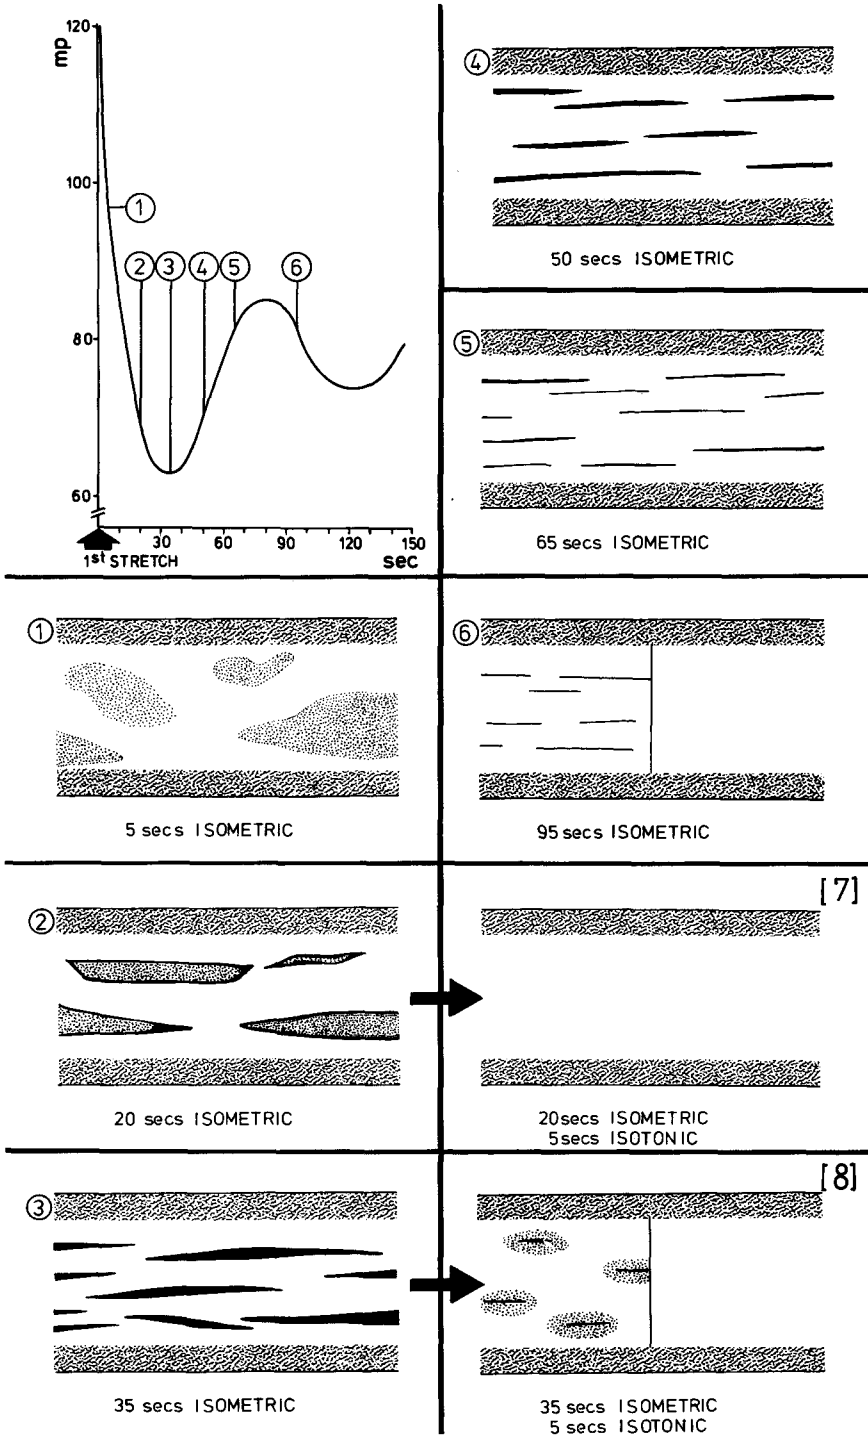 120
mp
100
80
60
①
② ③ ④ ⑤ ⑥
30 60 90 120 150
sec
1st STRETCH
④
50 secs ISOMETRIC
⑤
65 secs ISOMETRIC
①
5 secs ISOMETRIC
⑥
95 secs ISOMETRIC
②
20 secs ISOMETRIC
[7]
20secs ISOMETRIC
5secs ISOTONIC
③
35 secs ISOMETRIC
[8]
35 secs ISOMETRIC
5 secs ISOTONIC